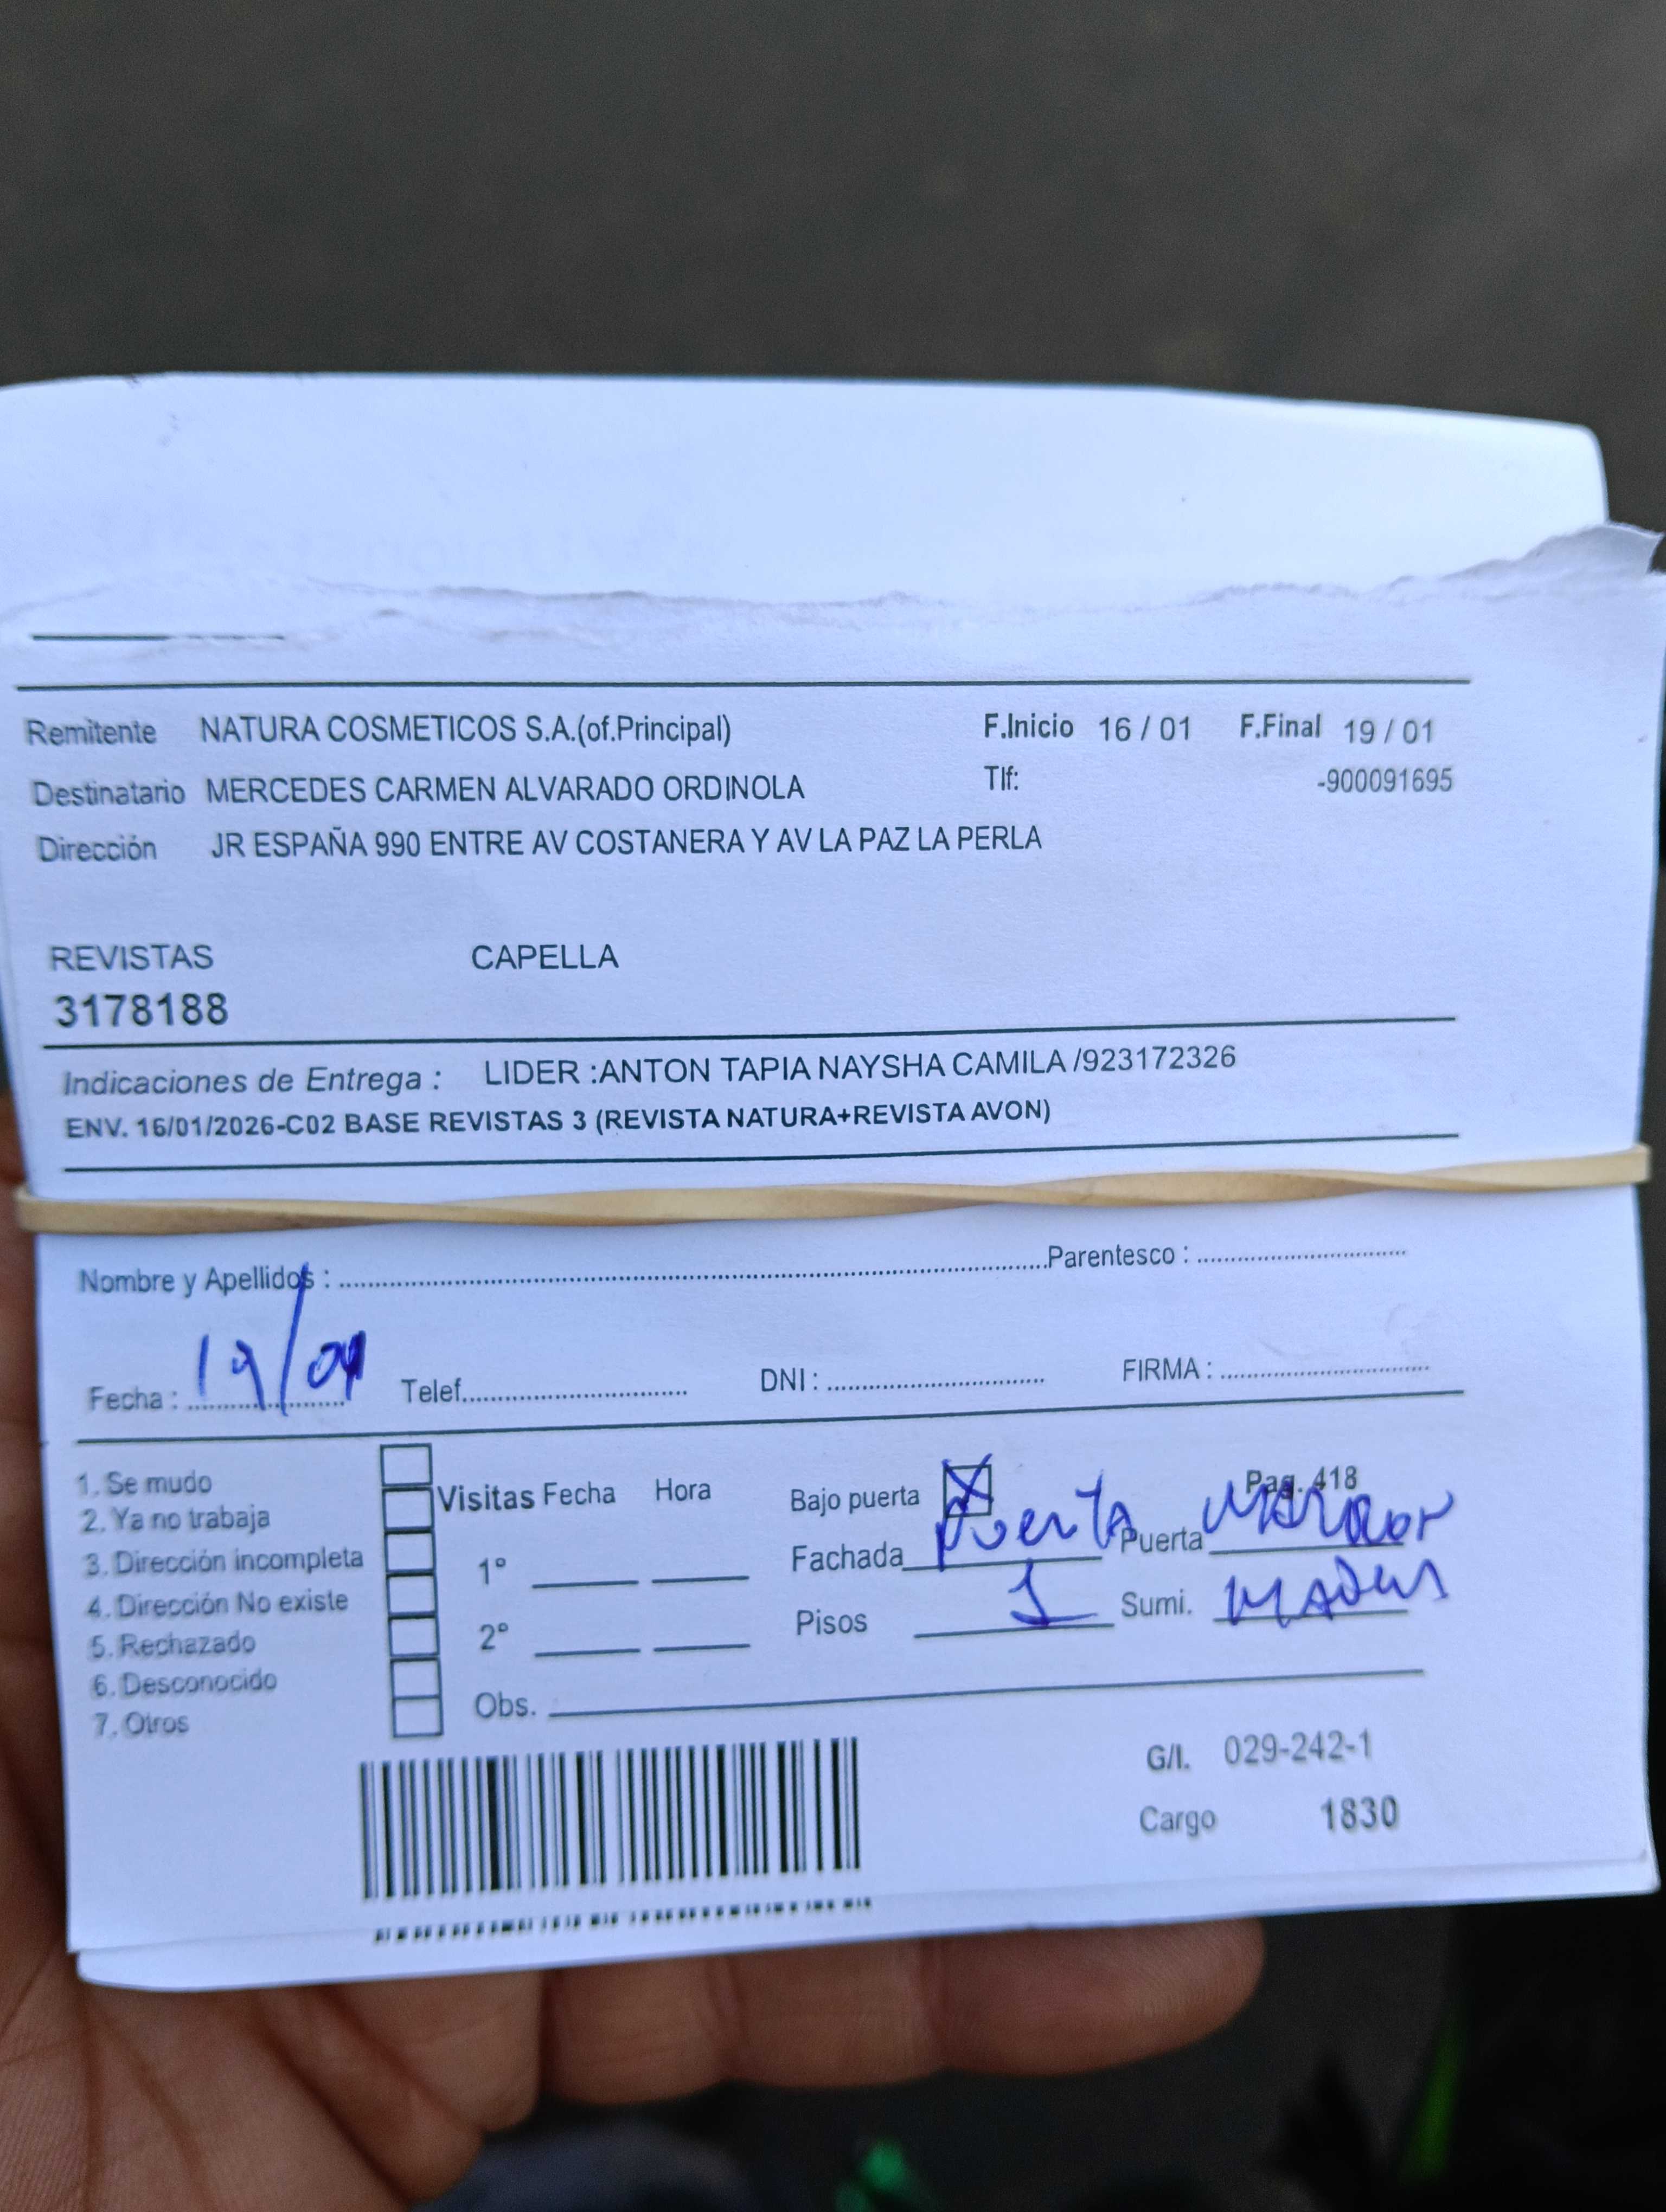 Remitente NATURA COSMETICOS S.A.(of.Principal) F.Inicio 16 / 01 F.Final 19 / 01
Destinatario MERCEDES CARMEN ALVARADO ORDINOLA Tlf: -900091695
Dirección JR ESPAÑA 990 ENTRE AV COSTANERA Y AV LA PAZ LA PERLA
REVISTAS CAPELLA
3178188
Indicaciones de Entrega : LIDER :ANTON TAPIA NAYSHA CAMILA /923172326
ENV. 16/01/2026-C02 BASE REVISTAS 3 (REVISTA NATURA+REVISTA AVON)
Nombre y Apellidos : Parentesco :
Fecha : 19/01 Telef. DNI : FIRMA :
1. Se mudo
2. Ya no trabaja
3. Dirección incompleta
4. Dirección No existe
5. Rechazado
6. Desconocido
7. Otros
Visitas Fecha Hora
1°
2°
Obs.
Bajo puerta X Pag. 418
Fachada puerta Puerta marron
Pisos 1 Sumi.
G/I. 029-242-1
Cargo 1830